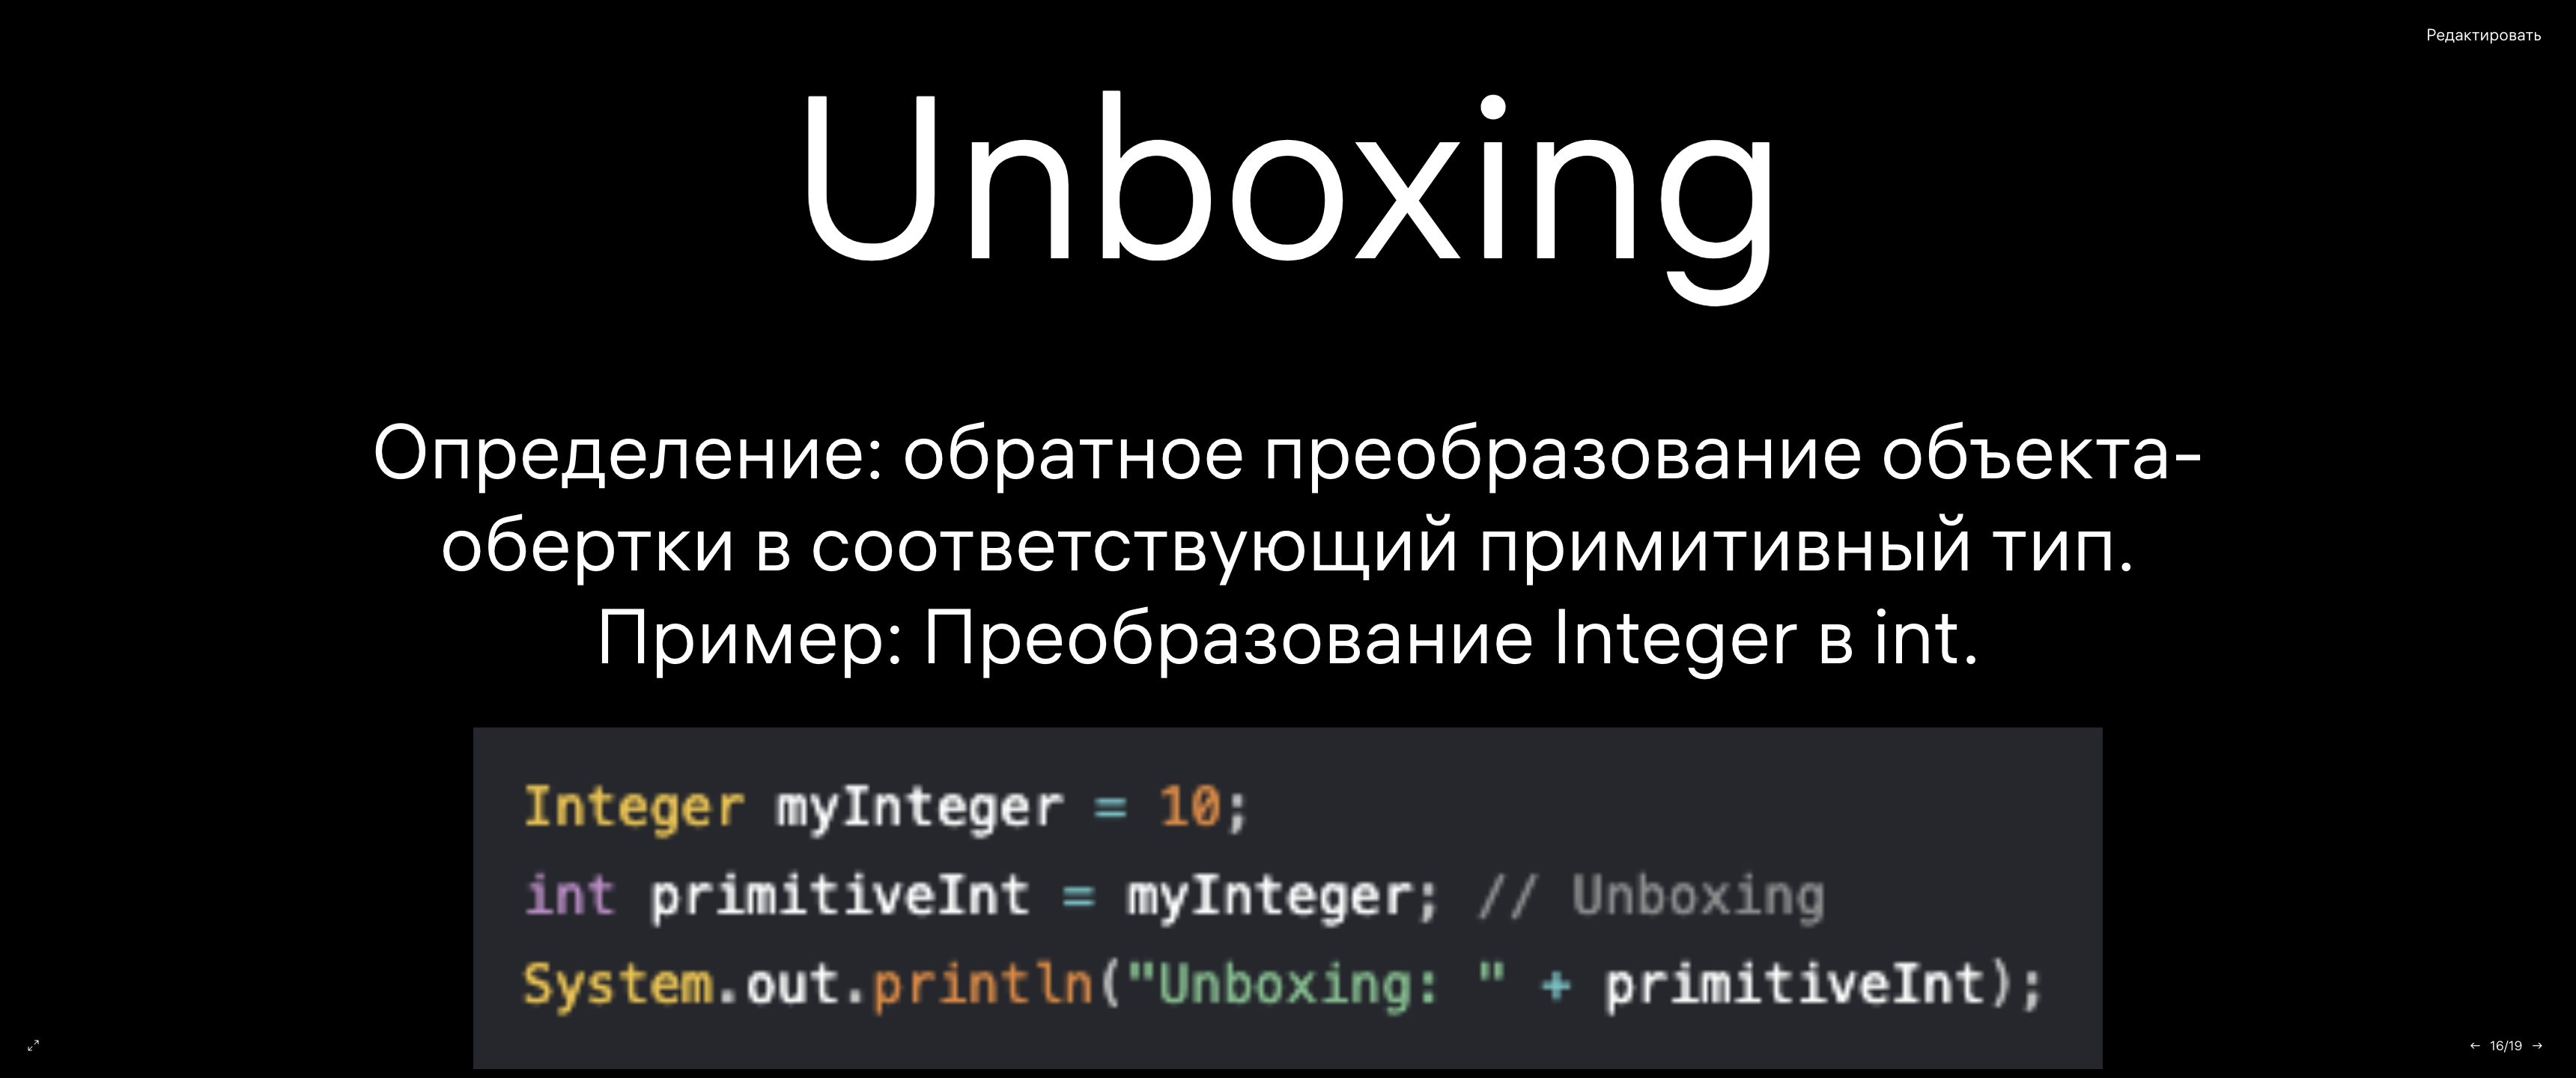 Редактировать
Unboxing
Определение: обратное преобразование объекта-
обертки в соответствующий примитивный тип.
Пример: Преобразование Integer в int.
Integer myInteger = 10;
int primitiveInt = myInteger; // Unboxing
System.out.println("Unboxing: " + primitiveInt);
← 16/19 →